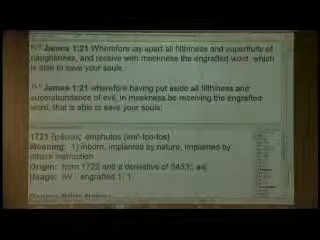 James 1:21 Wherefore lay apart all filthiness and superfluity of
naughtiness, and receive with meekness the engrafted word, which
is able to save your souls.
James 1:21 wherefore having put aside all filthiness and
superabundance of evil, in meekness be receiving the engrafted
word, that is able to save your souls;
1721 ἔμφυτος emphutos {em'-foo-tos}
Meaning: 1) inborn, implanted by nature, implanted by
others instruction
Origin: from 1722 and a derivative of 5453;; adj
Usage: AV - engrafted 1; 1